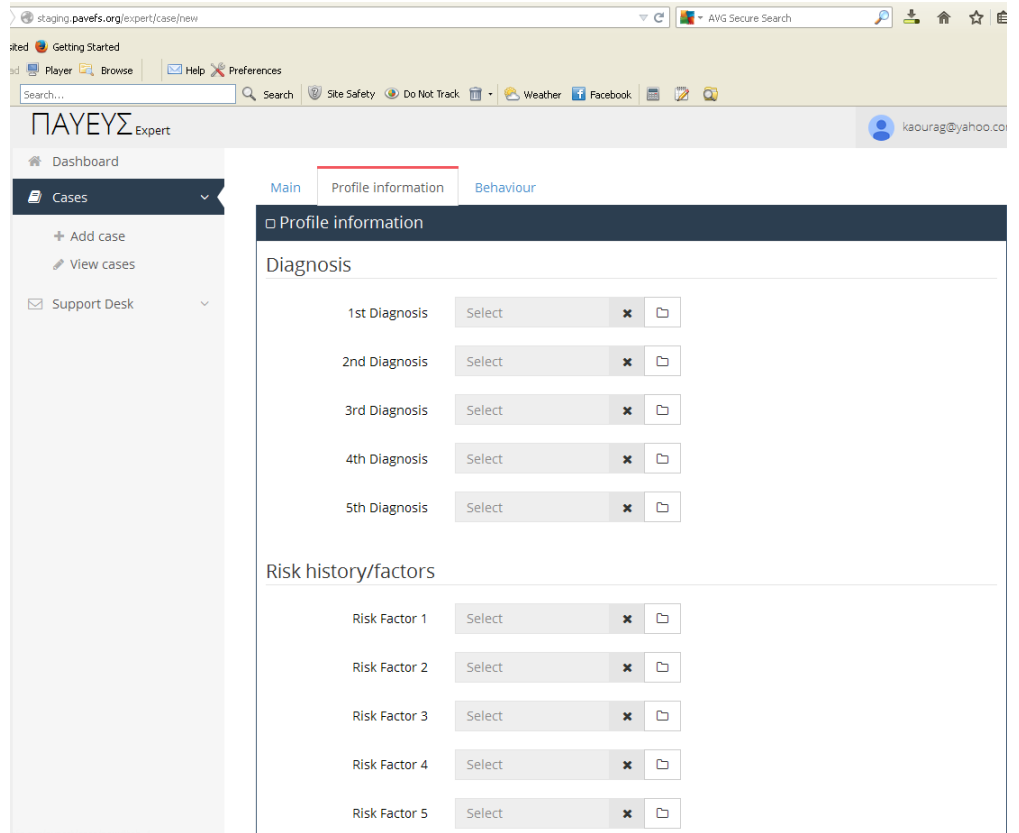 staging.pavefs.org/expert/case/new
AVG Secure Search
sited Getting Started
ad Player Browse Help Preferences
Search... Search Site Safety Do Not Track Weather Facebook
ΠΑΥΕΥΣ Expert
kaourag@yahoo.co
Dashboard
Main Profile information Behaviour
Cases
Profile information
Add case
View cases
Diagnosis
Support Desk
1st Diagnosis Select
2nd Diagnosis Select
3rd Diagnosis Select
4th Diagnosis Select
5th Diagnosis Select
Risk history/factors
Risk Factor 1 Select
Risk Factor 2 Select
Risk Factor 3 Select
Risk Factor 4 Select
Risk Factor 5 Select